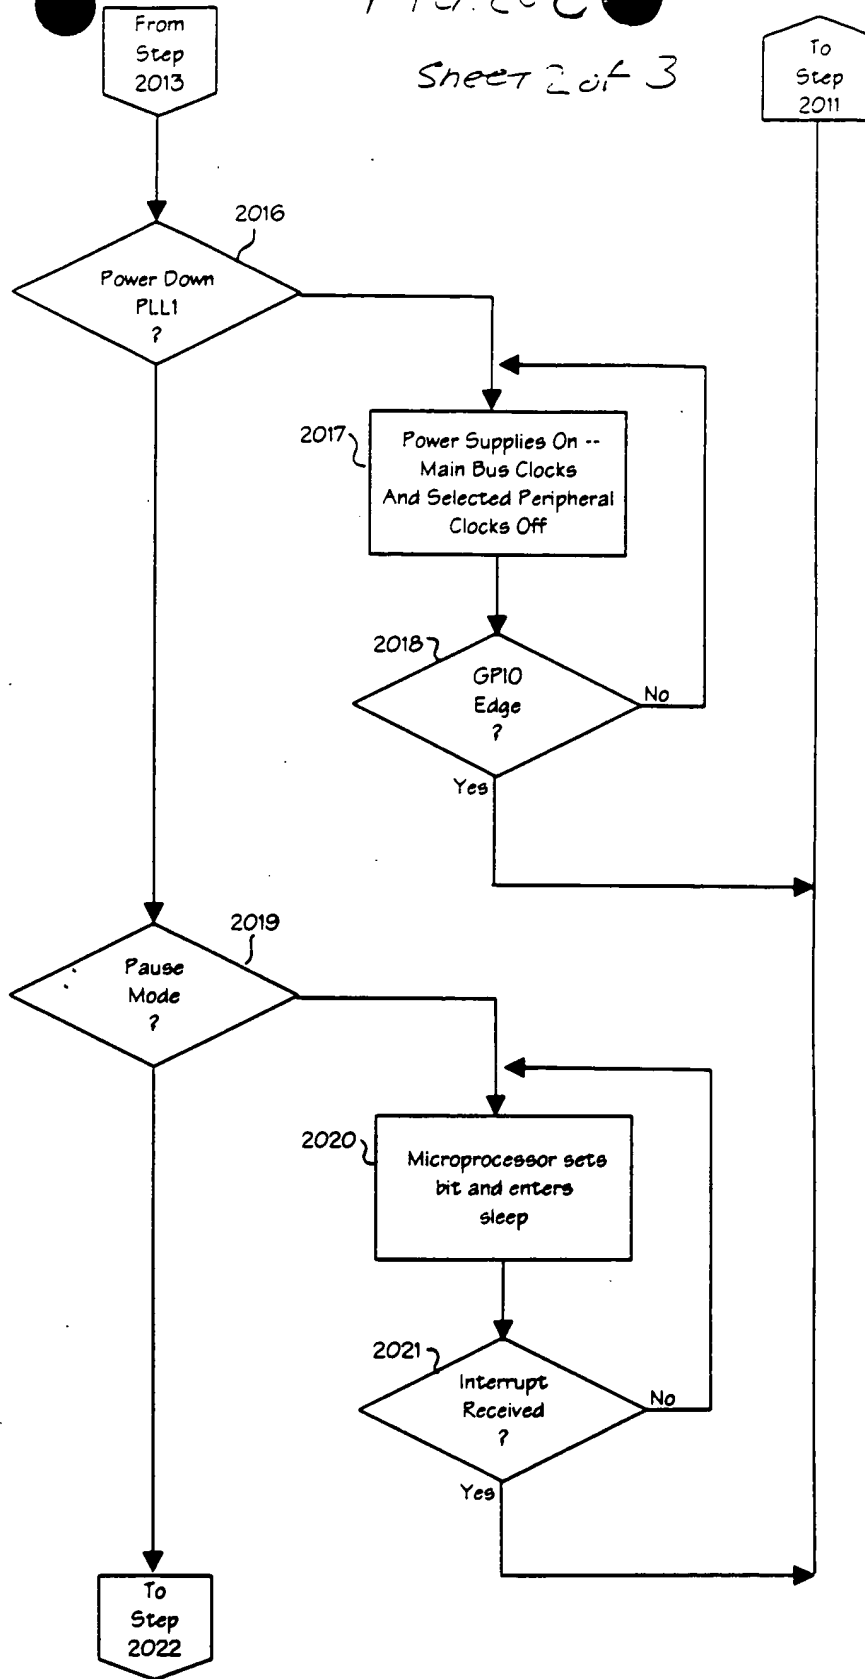 Sheet 2 of 3
From
Step
2013
To
Step
2011
2016
Power Down
PLL1
?
2017
Power Supplies On --
Main Bus Clocks
And Selected Peripheral
Clocks Off
2018
GPIO
Edge
?
No
Yes
2019
Pause
Mode
?
2020
Microprocessor sets
bit and enters
sleep
2021
Interrupt
Received
?
No
Yes
To
Step
2022